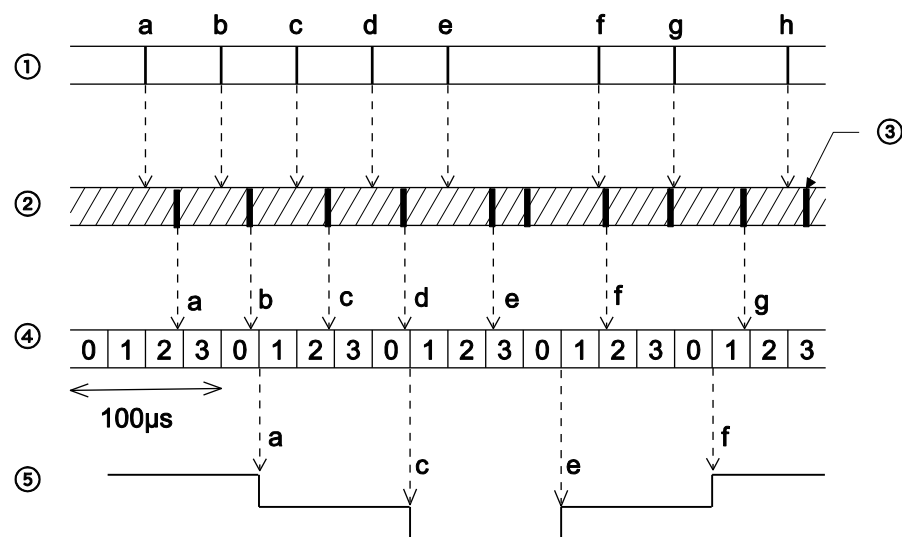 a b c d e f g h
①
③
②
a b c d e f g
④ 0 1 2 3 0 1 2 3 0 1 2 3 0 1 2 3 0 1 2 3
100µs
a c e f
⑤